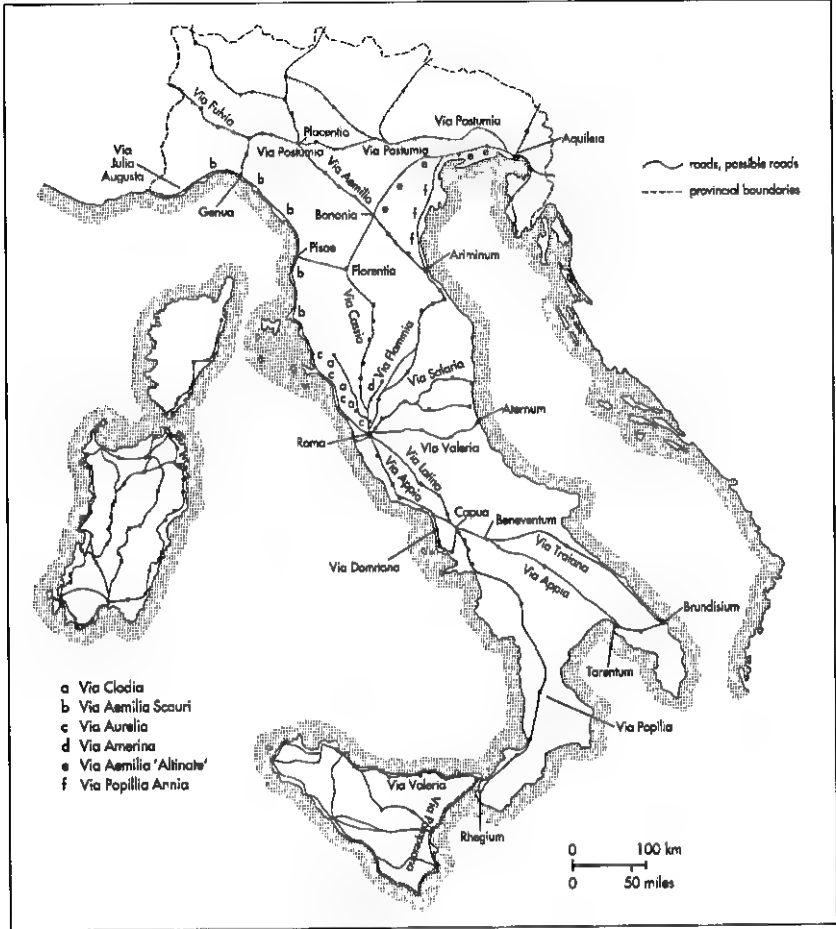 Via Fulvia
Placentia
Via Postumia
Via Postumia
Via Postumia
Aquileia
Via
Julia
Augusta
b
b
b
b
b
Genua
Via Aemilia
e
e
e
e
f
f
f
Bononia
Pisae
Florentia
Ariminum
roads, possible roads
provincial boundaries
Via Cassia
Via Flaminia
d
c
a
c
a
c
a
c
Via Salaria
Aternum
Roma
Via Valeria
Via Latina
Via Appia
Capua
Beneventum
Via Domitiana
Via Traiana
Via Appia
Brundisium
Tarentum
Via Popilia
a Via Clodia
b Via Aemilia Scauri
c Via Aurelia
d Via Amerina
e Via Aemilia 'Altinate'
f Via Popillia Annia
Via Valeria
Rhegium
0 100 km
0 50 miles